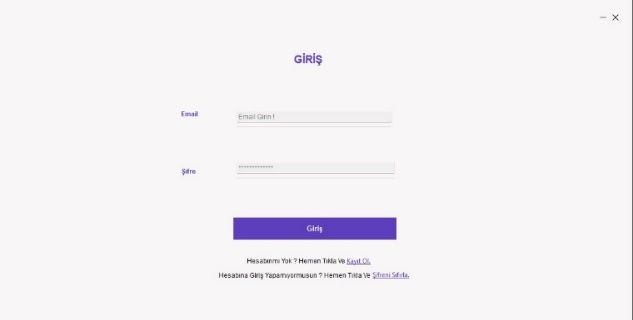 GİRİŞ
Email
Email Girin !
Şifre
*************
Giriş
Hesabınmı Yok ? Hemen Tıkla Ve Kayıt Ol.
Hesabına Giriş Yapamıyormusun ? Hemen Tıkla Ve Şifreni Sıfırla.